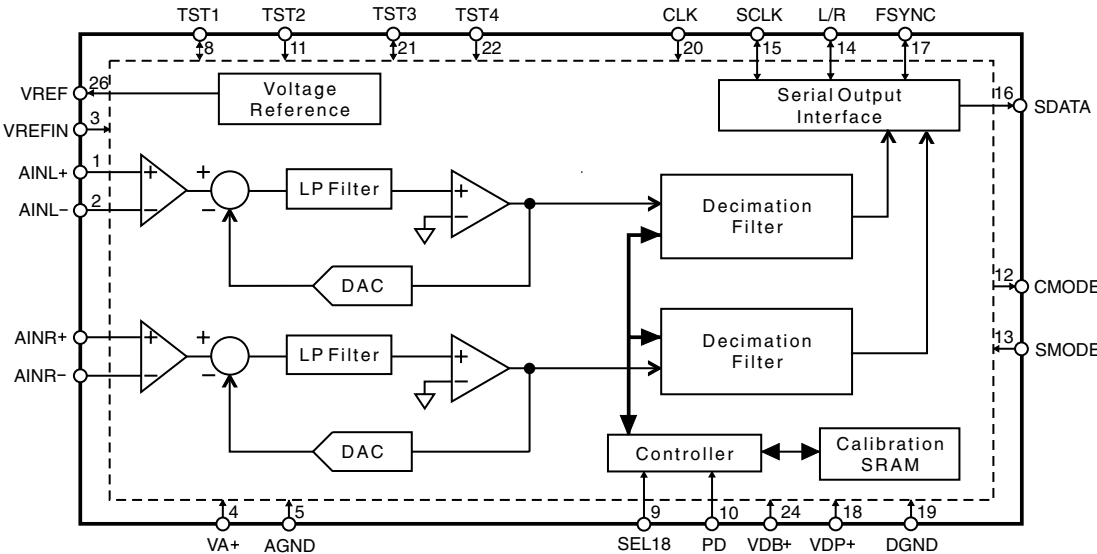 TST1 TST2 TST3 TST4 CLK SCLK L/R FSYNC
8 11 21 22 20 15 14 17
VREF 26
Voltage
Reference
Serial Output
Interface
16 SDATA
VREFIN 3
AINL+ 1
+ + LP Filter +
Decimation
Filter
AINL− 2
− − −
DAC
12 CMODE
AINR+
+ + LP Filter +
Decimation
Filter
13 SMODE
AINR−
− − −
DAC
Controller
Calibration
SRAM
4 5 9 10 24 18 19
VA+ AGND SEL18 PD VDB+ VDP+ DGND